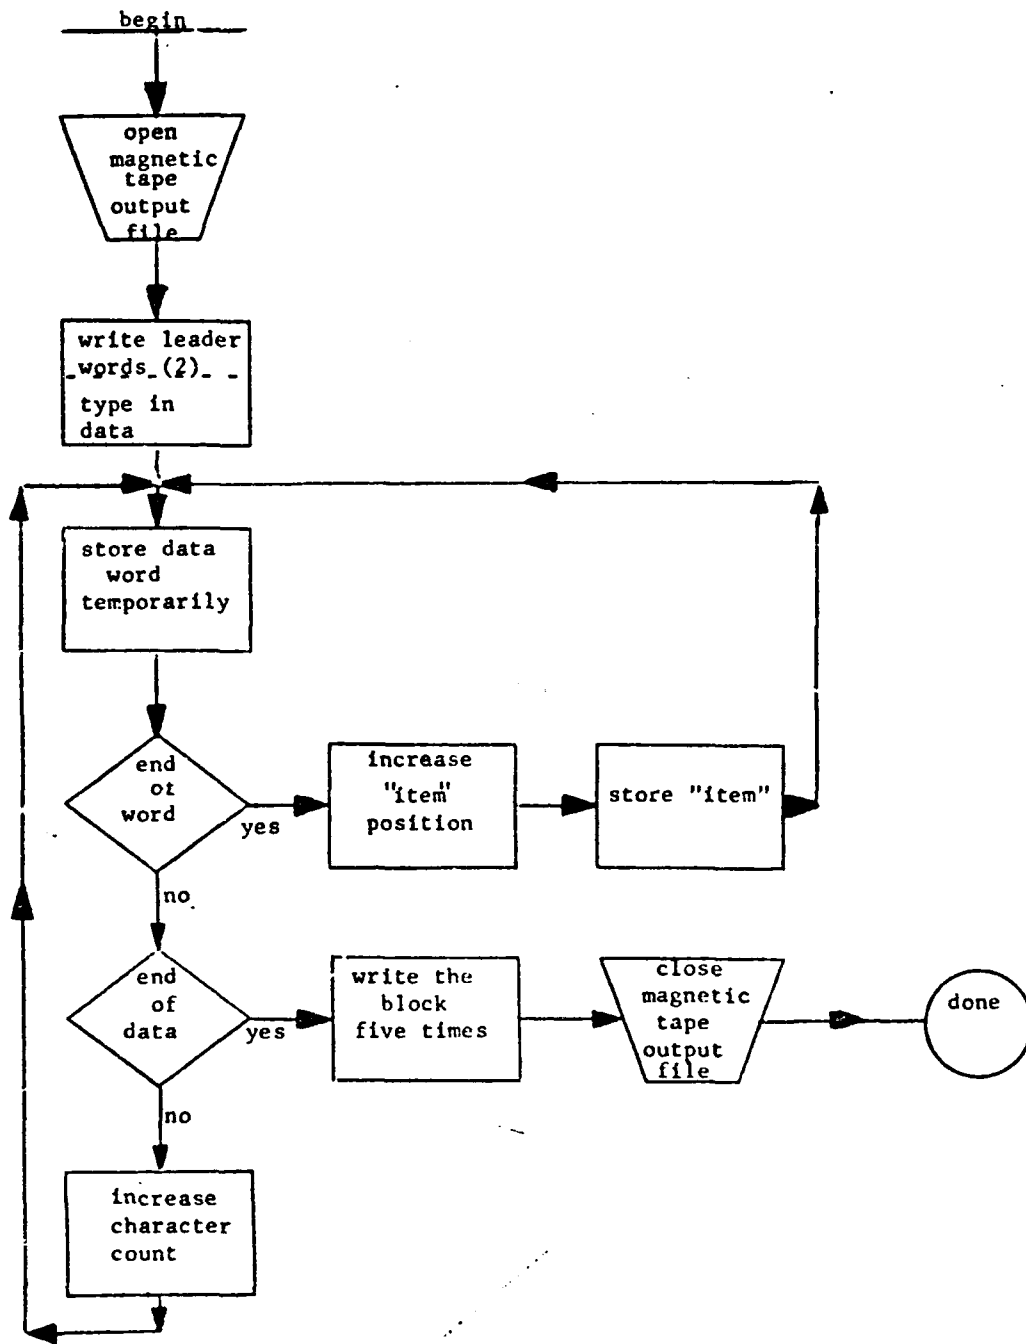 begin
open
magnetic
tape
output
file
write leader
words (2)
type in
data
store data
word
temporarily
end
of
word
yes
increase
"item"
position
store "item"
no
end
of
data
yes
write the
block
five times
close
magnetic
tape
output
file
done
no
increase
character
count